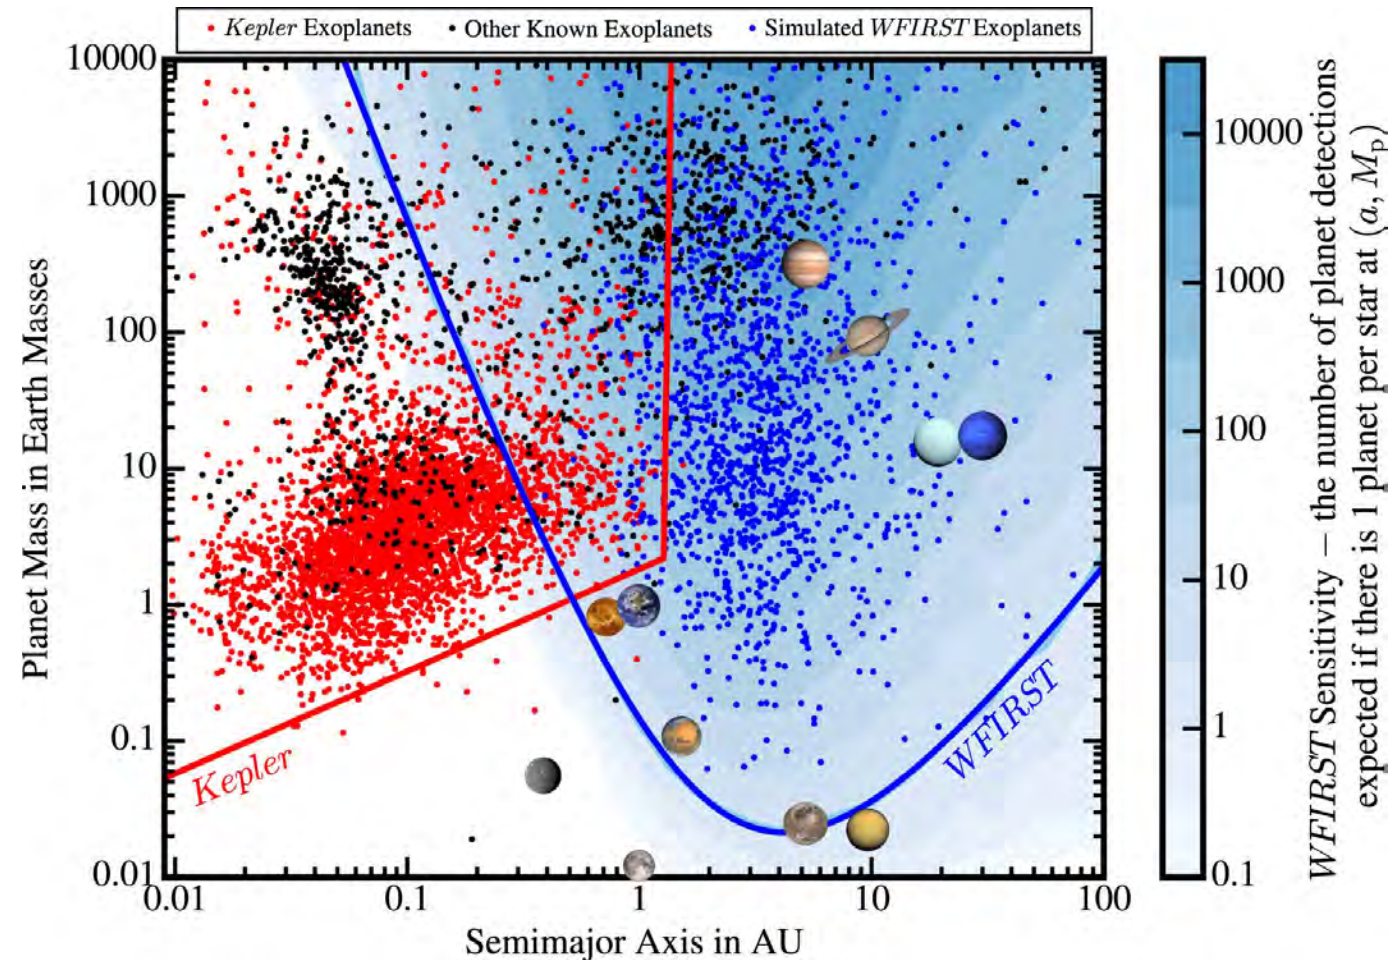 Kepler Exoplanets
Other Known Exoplanets
Simulated WFIRST Exoplanets
10000
1000
100
10
1
0.1
0.01
Planet Mass in Earth Masses
0.01
0.1
1
10
100
Semimajor Axis in AU
Kepler
WFIRST
10000
1000
100
10
1
0.1
WFIRST Sensitivity – the number of planet detections
expected if there is 1 planet per star at (a, Mp)